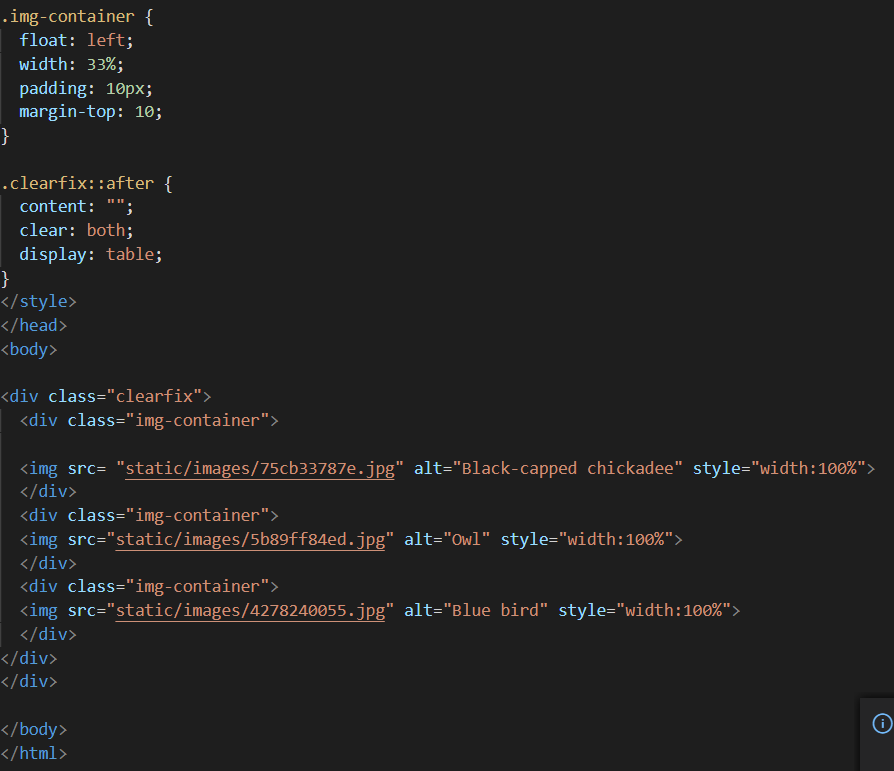 .img-container {
  float: left;
  width: 33%;
  padding: 10px;
  margin-top: 10;
}

.clearfix::after {
  content: "";
  clear: both;
  display: table;
}
</style>
</head>
<body>

<div class="clearfix">
  <div class="img-container">

  <img src= "static/images/75cb33787e.jpg" alt="Black-capped chickadee" style="width:100%">
  </div>
  <div class="img-container">
  <img src="static/images/5b89ff84ed.jpg" alt="Owl" style="width:100%">
  </div>
  <div class="img-container">
  <img src="static/images/4278240055.jpg" alt="Blue bird" style="width:100%">
  </div>
</div>
</div>

</body>
</html>